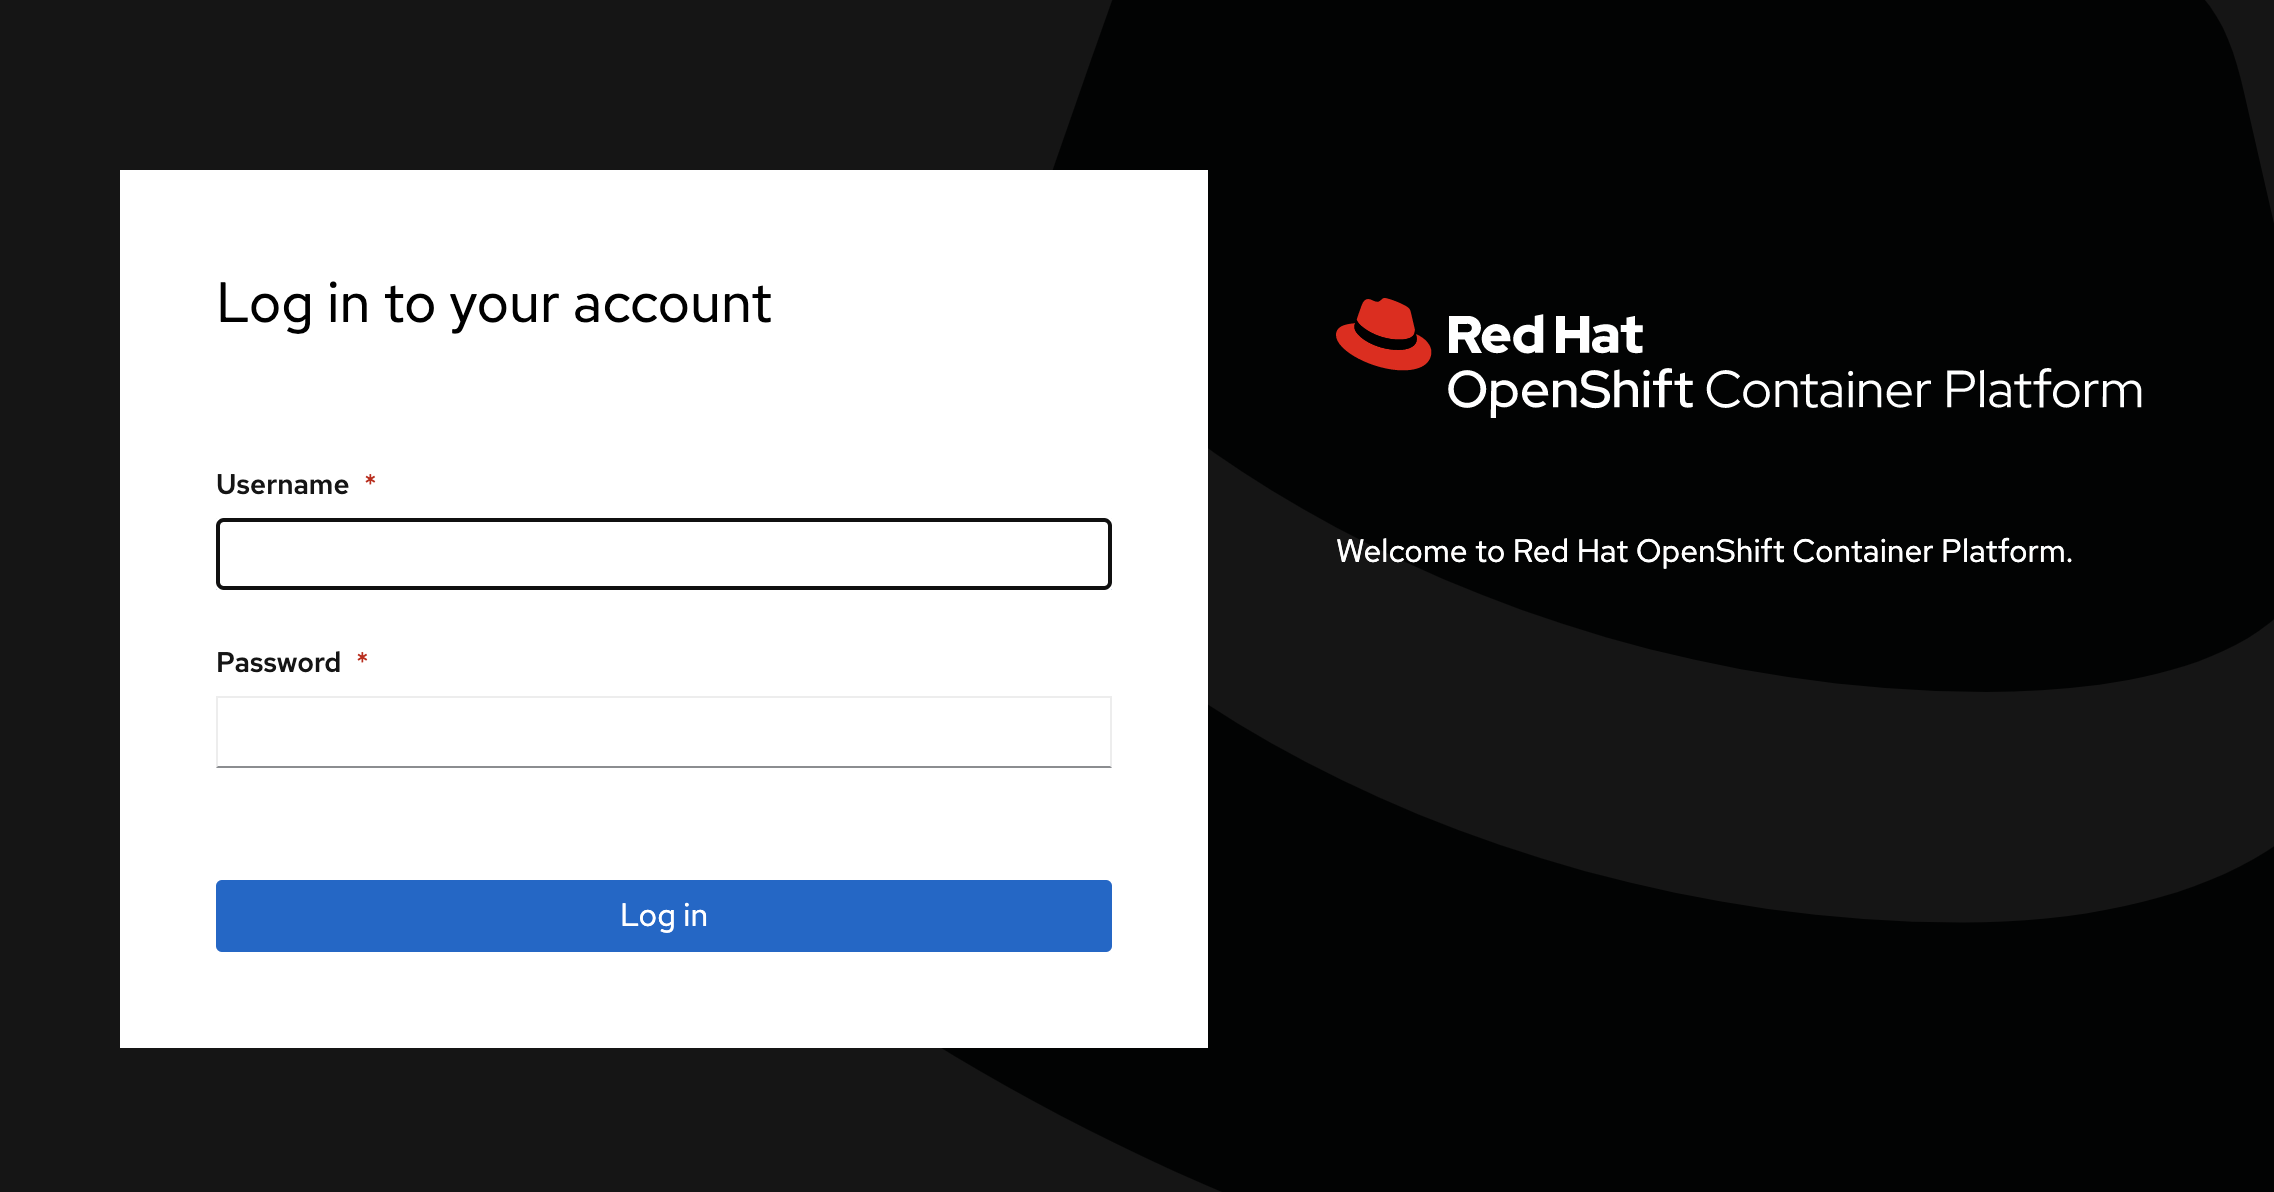 Log in to your account
Username *
Password *
Log in
Red Hat
OpenShift Container Platform
Welcome to Red Hat OpenShift Container Platform.